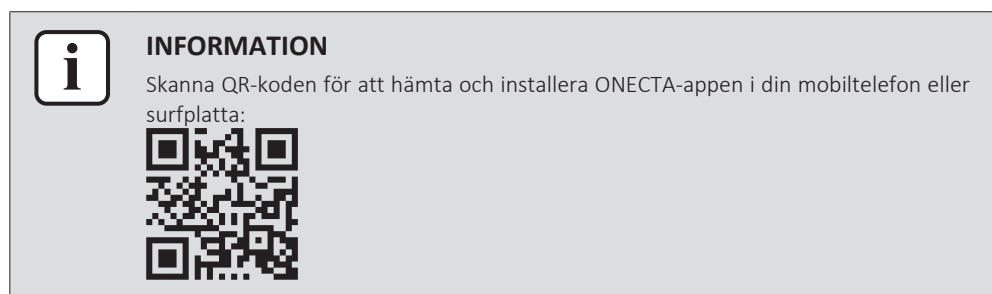 INFORMATION
Skanna QR-koden för att hämta och installera ONECTA-appen i din mobiltelefon eller
surfplatta: